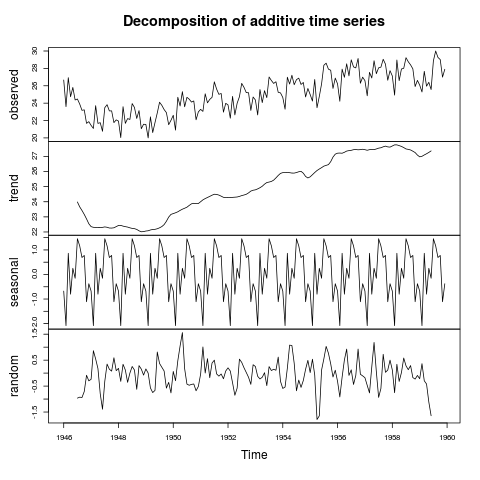 Decomposition of additive time series
observed
20 22 24 26 28 30
trend
22 23 24 25 26 27
seasonal
-2.0 -1.0 0.0 1.0
random
-1.5 -0.5 0.5 1.5
1946 1948 1950 1952 1954 1956 1958 1960
Time